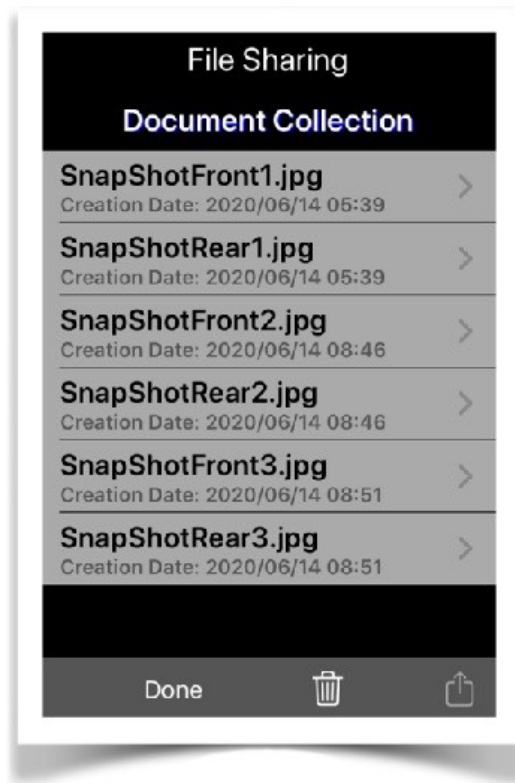 File Sharing
Document Collection
SnapShotFront1.jpg
Creation Date: 2020/06/14 05:39
SnapShotRear1.jpg
Creation Date: 2020/06/14 05:39
SnapShotFront2.jpg
Creation Date: 2020/06/14 08:46
SnapShotRear2.jpg
Creation Date: 2020/06/14 08:46
SnapShotFront3.jpg
Creation Date: 2020/06/14 08:51
SnapShotRear3.jpg
Creation Date: 2020/06/14 08:51
Done